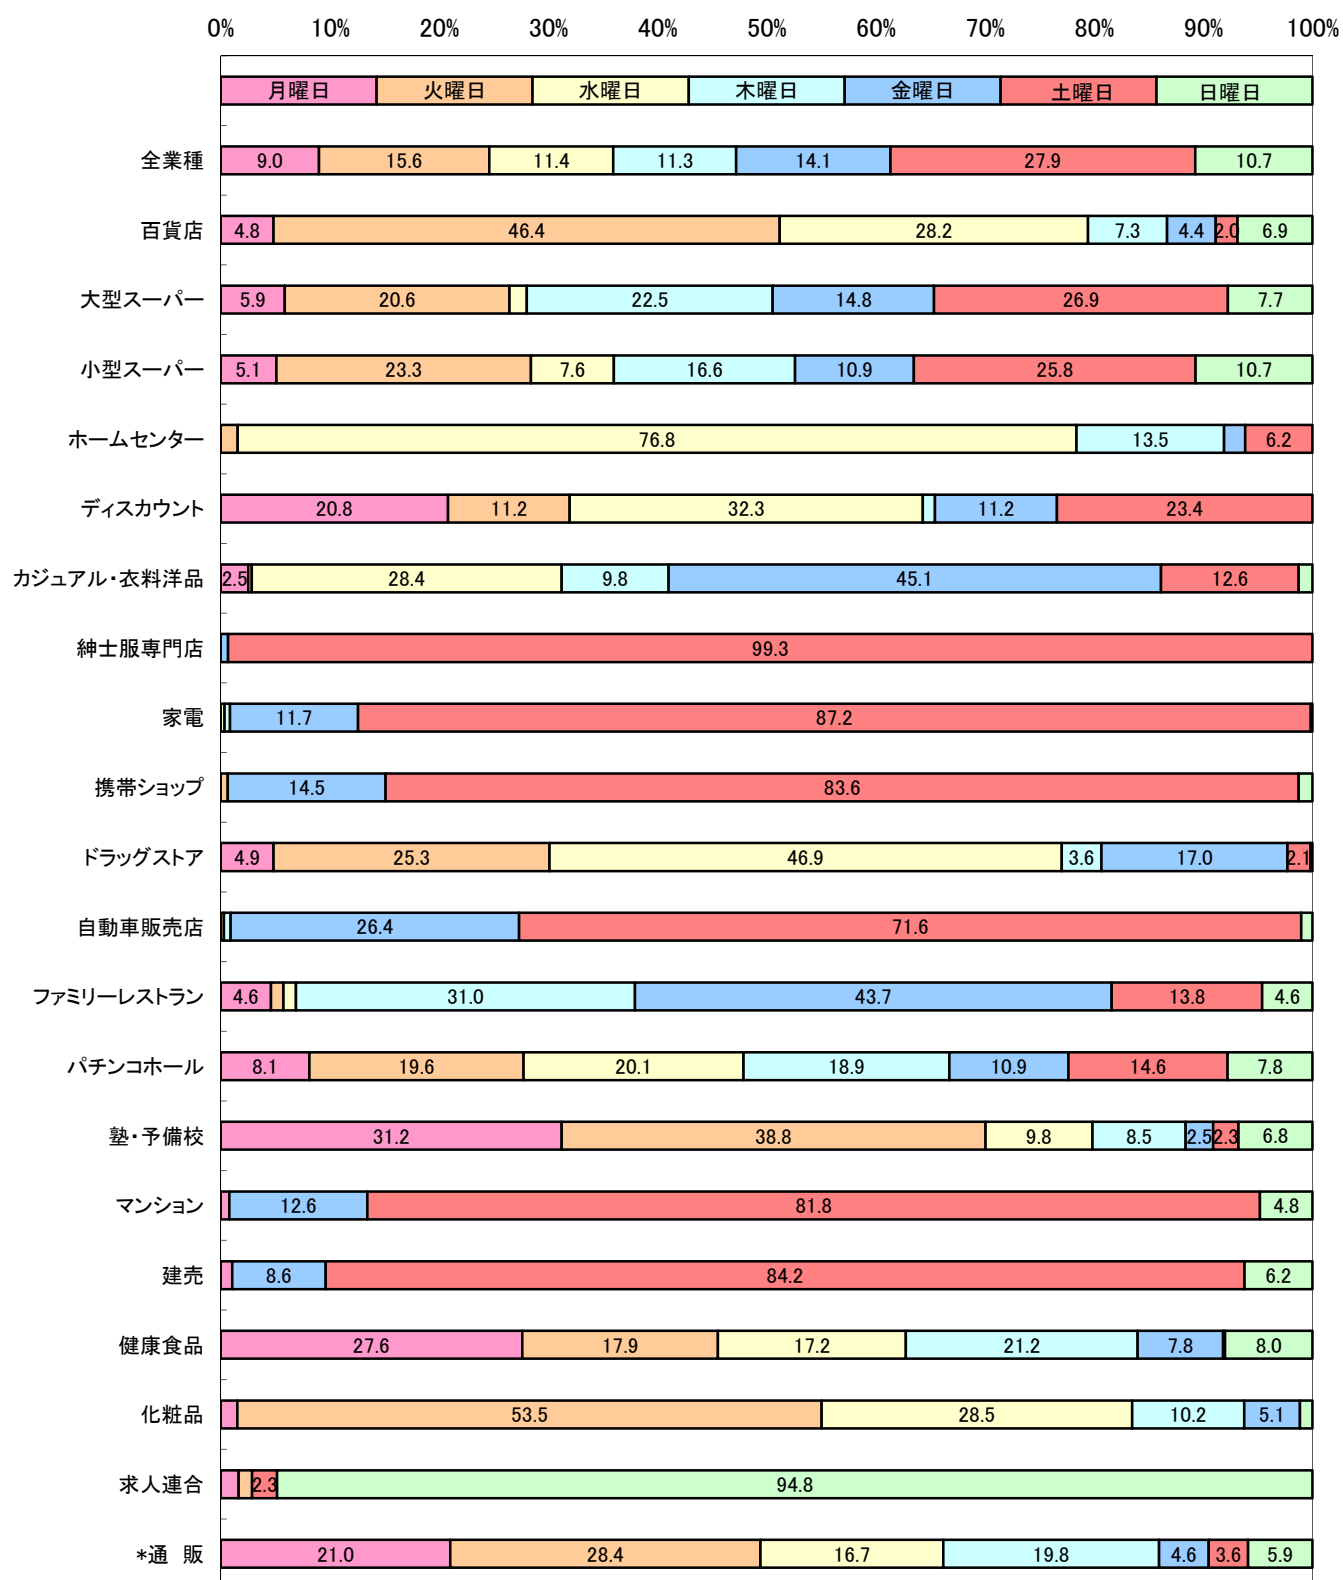 0% 10% 20% 30% 40% 50% 60% 70% 80% 90% 100%
月曜日 火曜日 水曜日 木曜日 金曜日 土曜日 日曜日
全業種 9.0 15.6 11.4 11.3 14.1 27.9 10.7
百貨店 4.8 46.4 28.2 7.3 4.4 2.0 6.9
大型スーパー 5.9 20.6 22.5 14.8 26.9 7.7
小型スーパー 5.1 23.3 7.6 16.6 10.9 25.8 10.7
ホームセンター 76.8 13.5 6.2
ディスカウント 20.8 11.2 32.3 11.2 23.4
カジュアル・衣料洋品 2.5 28.4 9.8 45.1 12.6
紳士服専門店 99.3
家電 11.7 87.2
携帯ショップ 14.5 83.6
ドラッグストア 4.9 25.3 46.9 3.6 17.0 2.1
自動車販売店 26.4 71.6
ファミリーレストラン 4.6 31.0 43.7 13.8 4.6
パチンコホール 8.1 19.6 20.1 18.9 10.9 14.6 7.8
塾・予備校 31.2 38.8 9.8 8.5 2.5 2.3 6.8
マンション 12.6 81.8 4.8
建売 8.6 84.2 6.2
健康食品 27.6 17.9 17.2 21.2 7.8 8.0
化粧品 53.5 28.5 10.2 5.1
求人連合 2.3 94.8
*通　販 21.0 28.4 16.7 19.8 4.6 3.6 5.9